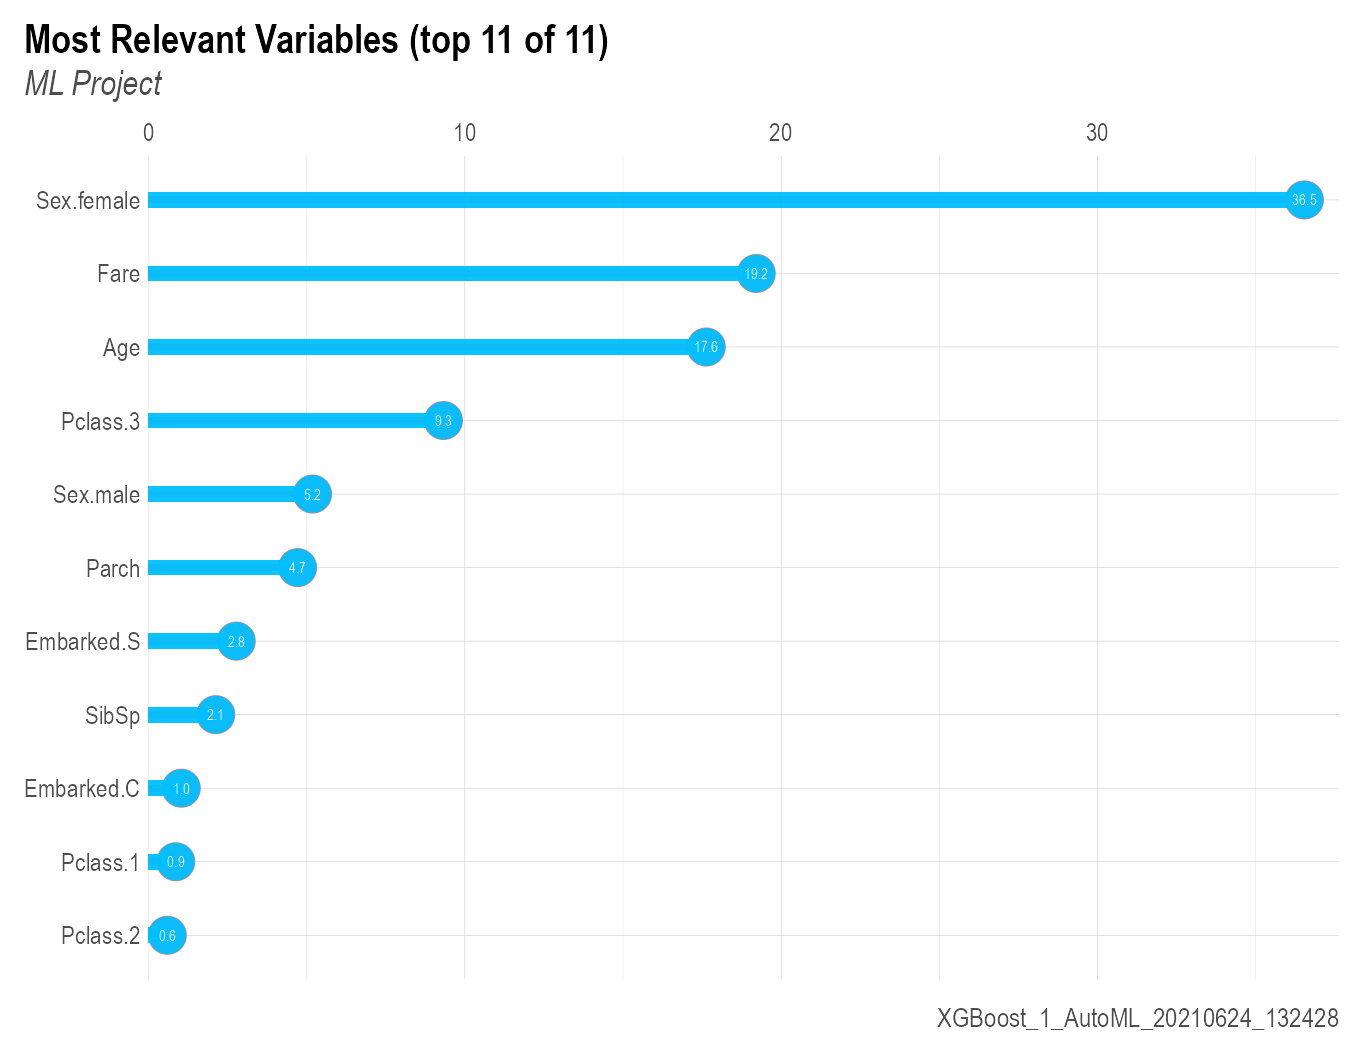 Most Relevant Variables (top 11 of 11)
ML Project
0 10 20 30
Sex.female 36.5
Fare 19.2
Age 17.6
Pclass.3 9.3
Sex.male 5.2
Parch 4.7
Embarked.S 2.8
SibSp 2.1
Embarked.C 1.0
Pclass.1 0.9
Pclass.2 0.6
XGBoost_1_AutoML_20210624_132428